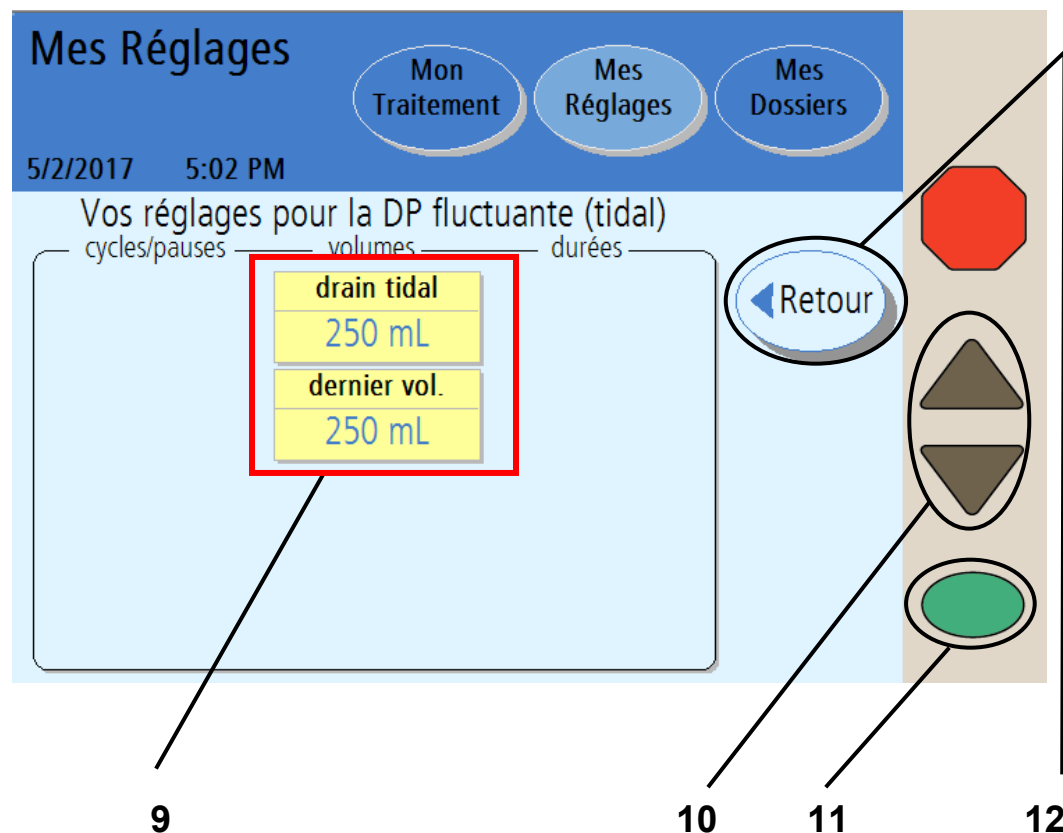 Mes Réglages
Mon
Traitement
Mes
Réglages
Mes
Dossiers
5/2/2017 5:02 PM
Vos réglages pour la DP fluctuante (tidal)
cycles/pauses volumes durées
drain tidal
250 mL
dernier vol.
250 mL
Retour
9 10 11 12